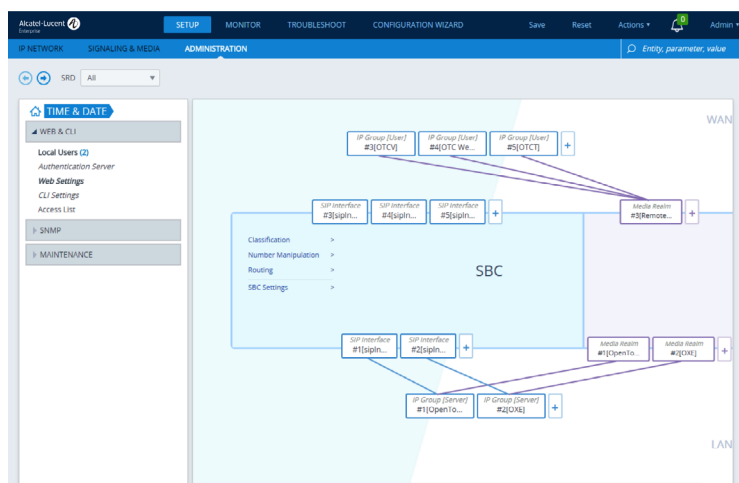 Alcatel-Lucent
Enterprise
SETUP
MONITOR
TROUBLESHOOT
CONFIGURATION WIZARD
Save
Reset
Actions
0
Admin
IP NETWORK
SIGNALING & MEDIA
ADMINISTRATION
Entity, parameter, value
SRD
All
TIME & DATE
WEB & CLI
Local Users (2)
Authentication Server
Web Settings
CLI Settings
Access List
SNMP
MAINTENANCE
WAN
IP Group [User]
#3[OTCV]
IP Group [User]
#4[OTC We...
IP Group [User]
#5[OTCT]
+
SIP Interface
#3[sipIn...
SIP Interface
#4[sipIn...
SIP Interface
#5[sipIn...
+
Media Realm
#3[Remote...
+
Classification >
Number Manipulation >
Routing >
SBC Settings >
SBC
SIP Interface
#1[sipIn...
SIP Interface
#2[sipIn...
+
Media Realm
#1[OpenTo...
Media Realm
#2[OXE]
+
IP Group [Server]
#1[OpenTo...
IP Group [Server]
#2[OXE]
+
LAN